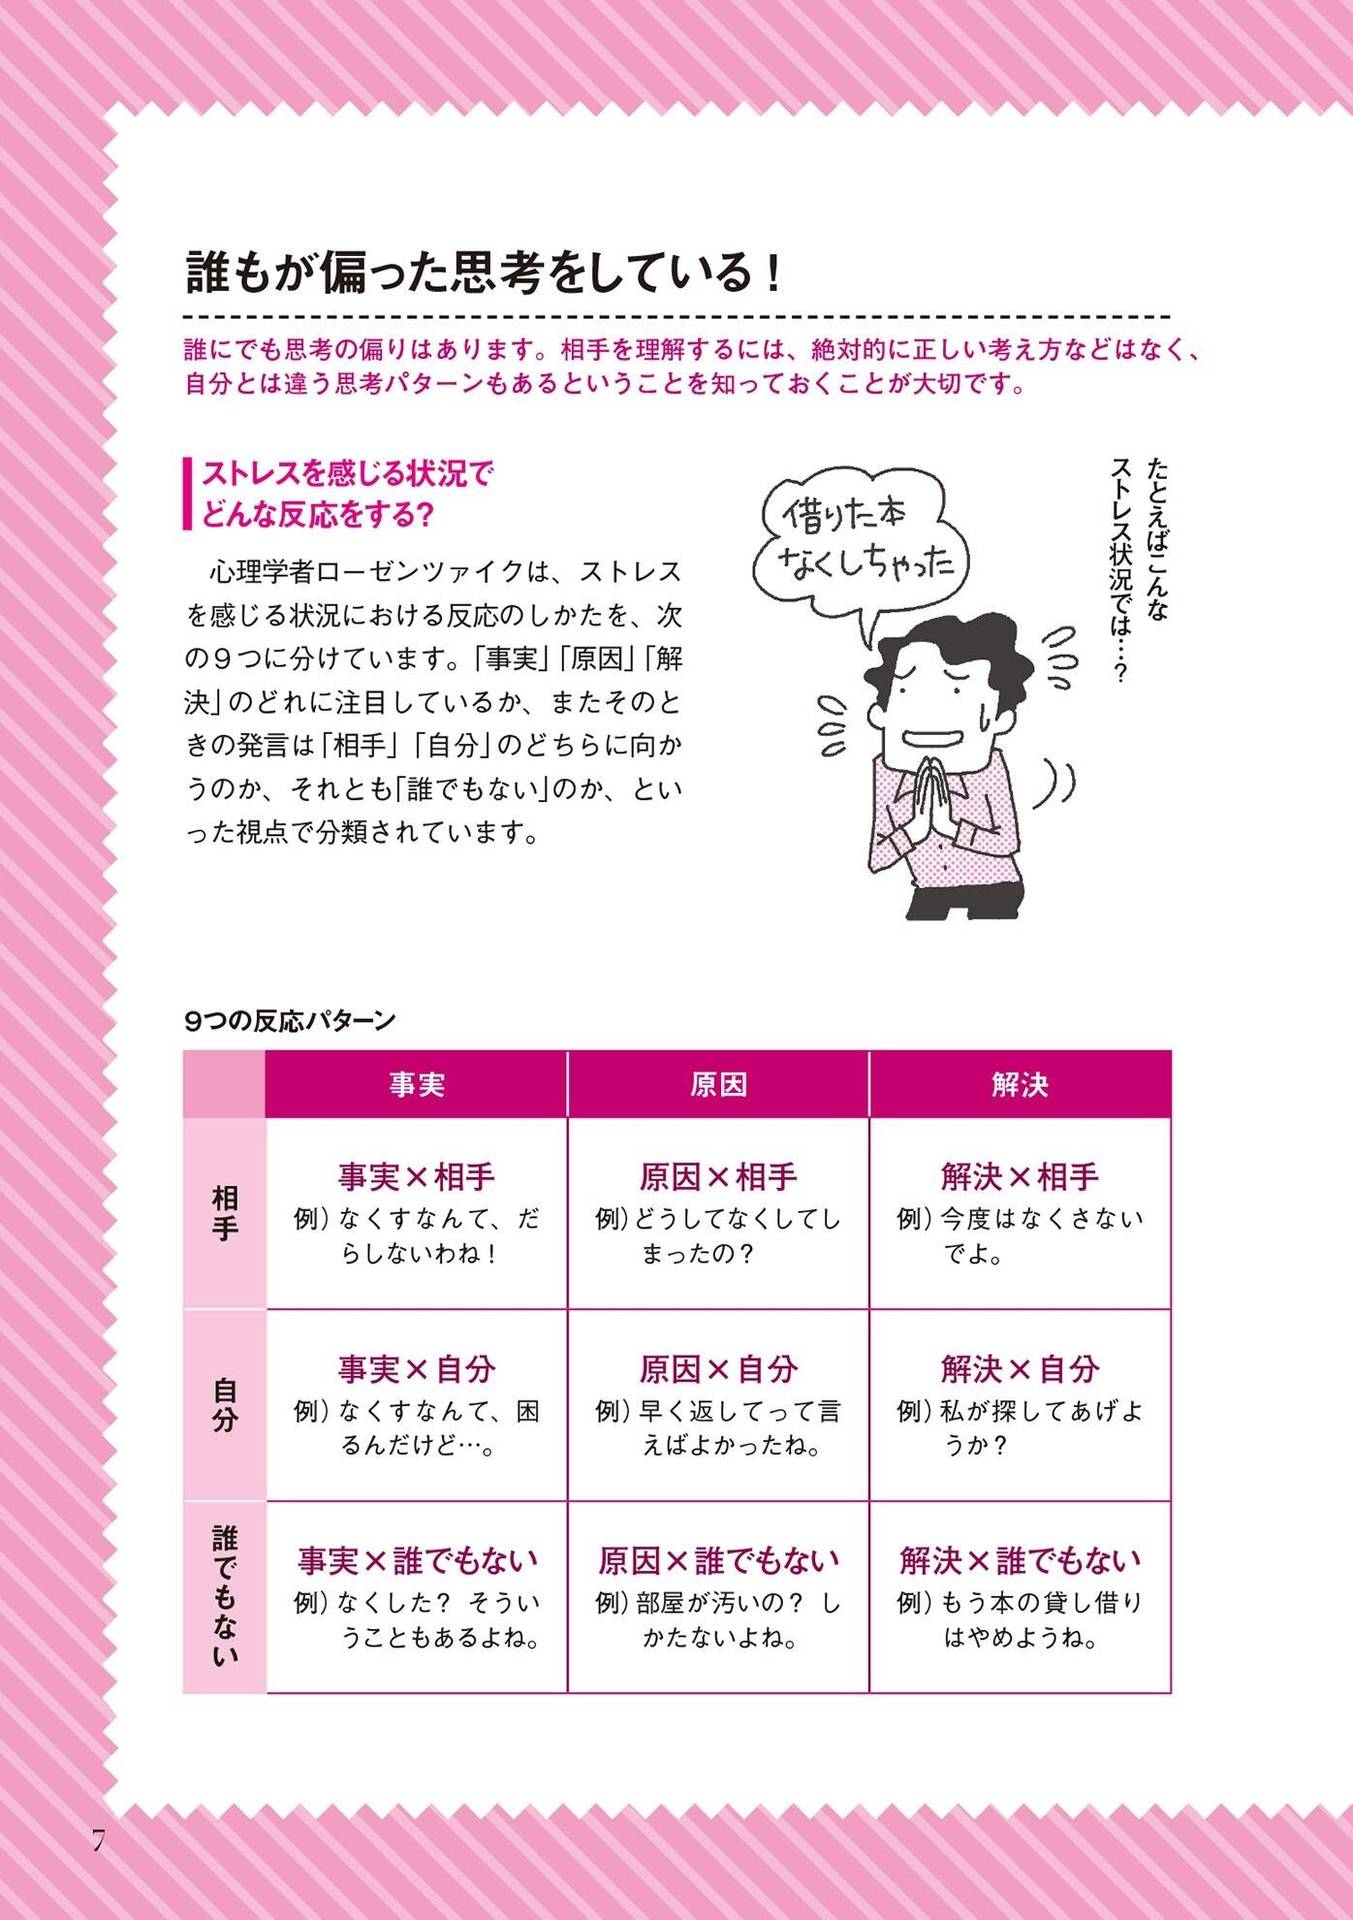 誰もが偏った思考をしている！
誰にでも思考の偏りはあります。相手を理解するには、絶対的に正しい考え方などはなく、
自分とは違う思考パターンもあるということを知っておくことが大切です。
ストレスを感じる状況で
どんな反応をする？
心理学者ローゼンツァイクは、ストレス
を感じる状況における反応のしかたを、次
の９つに分けています。「事実」「原因」「解
決」のどれに注目しているか、またそのと
きの発言は「相手」「自分」のどちらに向か
うのか、それとも「誰でもない」のか、とい
った視点で分類されています。
たとえばこんな
ストレス状況では…？
借りた本
なくしちゃった
９つの反応パターン
事実
原因
解決
相手
事実×相手
例）なくすなんて、だ
らしないわね！
原因×相手
例）どうしてなくしてし
まったの？
解決×相手
例）今度はなくさない
でよ。
自分
事実×自分
例）なくすなんて、困
るんだけど…。
原因×自分
例）早く返してって言
えばよかったね。
解決×自分
例）私が探してあげよ
うか？
誰でもない
事実×誰でもない
例）なくした？ そうい
うこともあるよね。
原因×誰でもない
例）部屋が汚いの？ し
かたないよね。
解決×誰でもない
例）もう本の貸し借り
はやめようね。
7